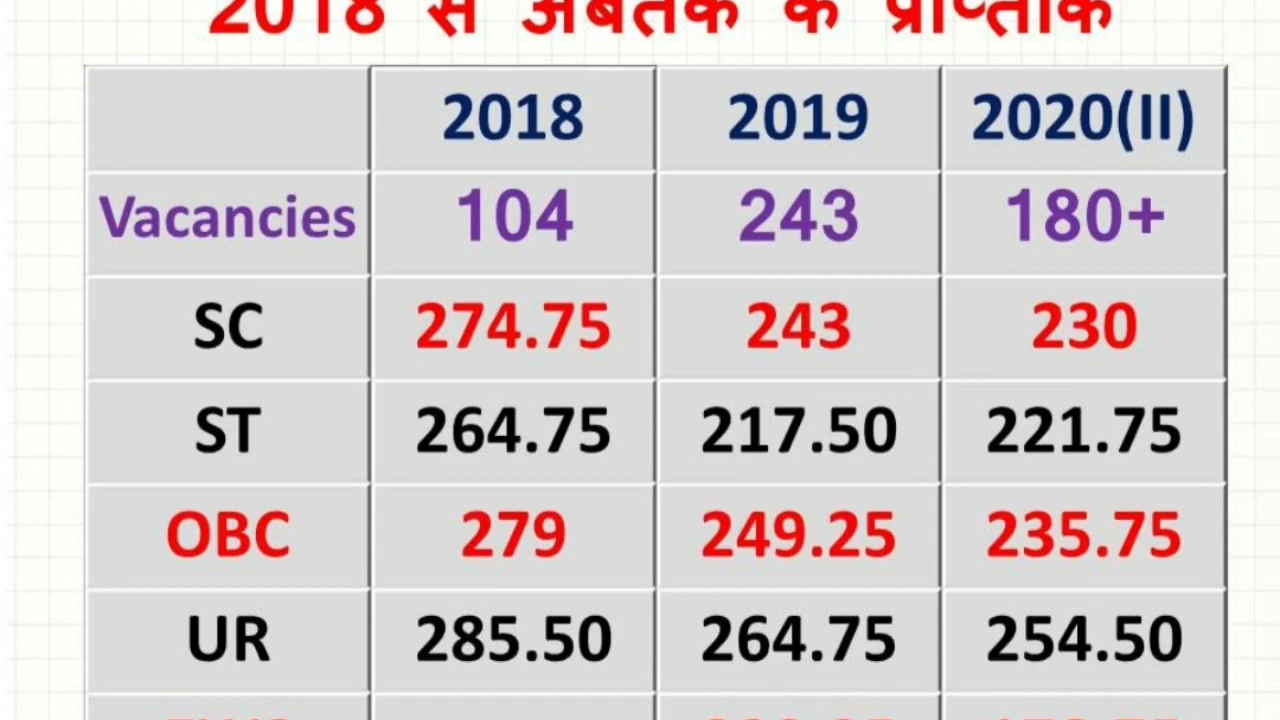 2018 से अबतक के प्राप्तांक
2018 2019 2020(II)
Vacancies 104 243 180+
SC 274.75 243 230
ST 264.75 217.50 221.75
OBC 279 249.25 235.75
UR 285.50 264.75 254.50